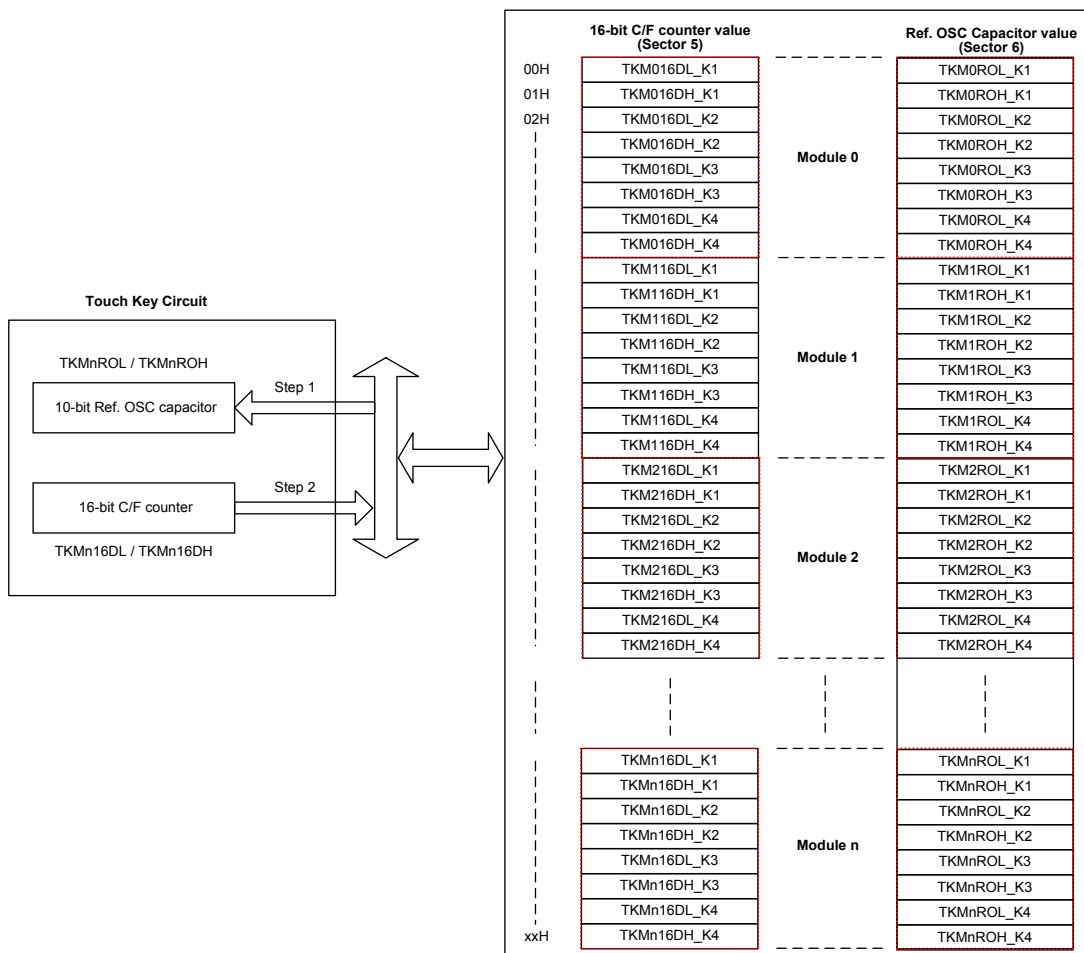 16-bit C/F counter value
(Sector 5)
Ref. OSC Capacitor value
(Sector 6)
00H
01H
02H
xxH
TKM016DL_K1
TKM016DH_K1
TKM016DL_K2
TKM016DH_K2
TKM016DL_K3
TKM016DH_K3
TKM016DL_K4
TKM016DH_K4
Module 0
TKM0ROL_K1
TKM0ROH_K1
TKM0ROL_K2
TKM0ROH_K2
TKM0ROL_K3
TKM0ROH_K3
TKM0ROL_K4
TKM0ROH_K4
TKM116DL_K1
TKM116DH_K1
TKM116DL_K2
TKM116DH_K2
TKM116DL_K3
TKM116DH_K3
TKM116DL_K4
TKM116DH_K4
Module 1
TKM1ROL_K1
TKM1ROH_K1
TKM1ROL_K2
TKM1ROH_K2
TKM1ROL_K3
TKM1ROH_K3
TKM1ROL_K4
TKM1ROH_K4
TKM216DL_K1
TKM216DH_K1
TKM216DL_K2
TKM216DH_K2
TKM216DL_K3
TKM216DH_K3
TKM216DL_K4
TKM216DH_K4
Module 2
TKM2ROL_K1
TKM2ROH_K1
TKM2ROL_K2
TKM2ROH_K2
TKM2ROL_K3
TKM2ROH_K3
TKM2ROL_K4
TKM2ROH_K4
TKMn16DL_K1
TKMn16DH_K1
TKMn16DL_K2
TKMn16DH_K2
TKMn16DL_K3
TKMn16DH_K3
TKMn16DL_K4
TKMn16DH_K4
Module n
TKMnROL_K1
TKMnROH_K1
TKMnROL_K2
TKMnROH_K2
TKMnROL_K3
TKMnROH_K3
TKMnROL_K4
TKMnROH_K4
Touch Key Circuit
TKMnROL / TKMnROH
10-bit Ref. OSC capacitor
Step 1
16-bit C/F counter
Step 2
TKMn16DL / TKMn16DH